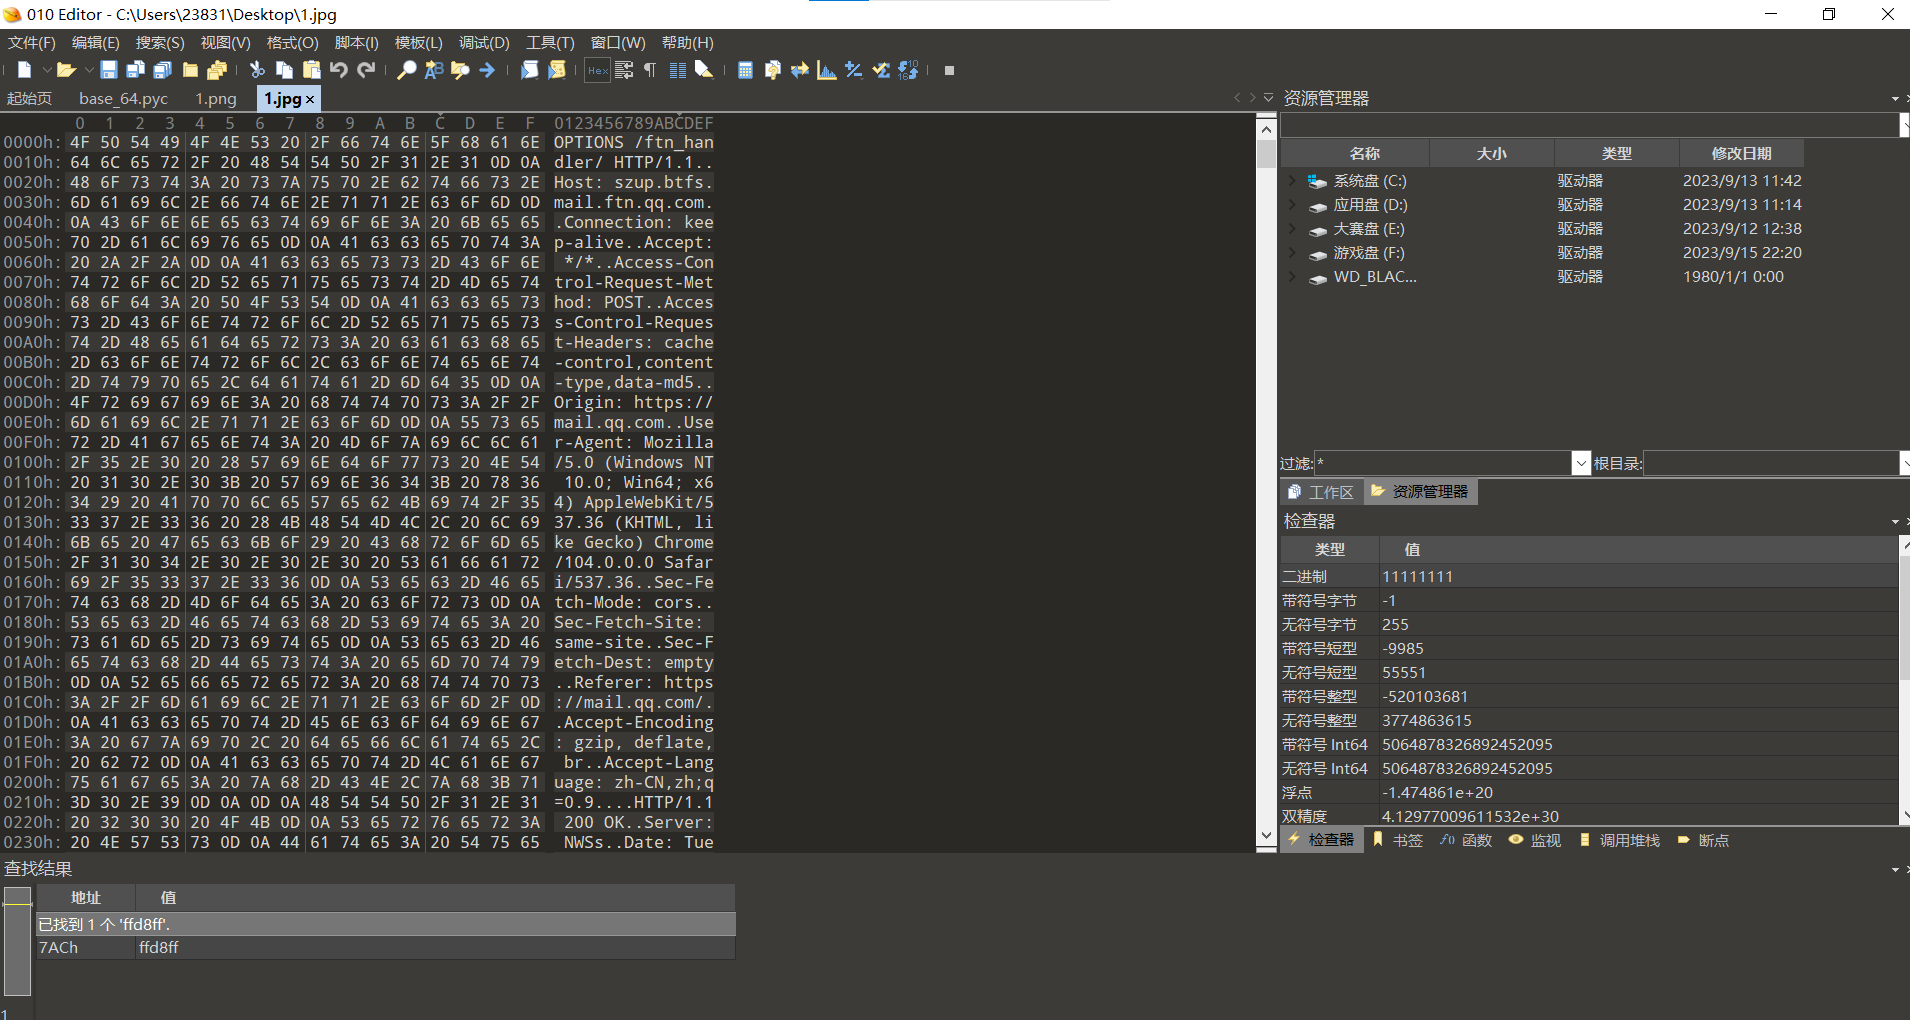 010 Editor - C:\Users\23831\Desktop\1.jpg
文件(F) 编辑(E) 搜索(S) 视图(V) 格式(O) 脚本(I) 模板(L) 调试(D) 工具(T) 窗口(W) 帮助(H)
起始页 base_64.pyc 1.png 1.jpg ×
0 1 2 3 4 5 6 7 8 9 A B C D E F 0123456789ABCDEF
0000h: 4F 50 54 49 4F 4E 53 20 2F 66 74 6E 5F 68 61 6E OPTIONS /ftn_han
0010h: 64 6C 65 72 2F 20 48 54 54 50 2F 31 2E 31 0D 0A dler/ HTTP/1.1..
0020h: 48 6F 73 74 3A 20 73 7A 75 70 2E 62 74 66 73 2E Host: szup.btfs.
0030h: 6D 61 69 6C 2E 66 74 6E 2E 71 71 2E 63 6F 6D 0D mail.ftn.qq.com.
0040h: 0A 43 6F 6E 6E 65 63 74 69 6F 6E 3A 20 6B 65 65 .Connection: kee
0050h: 70 2D 61 6C 69 76 65 0D 0A 41 63 63 65 70 74 3A p-alive..Accept:
0060h: 20 2A 2F 2A 0D 0A 41 63 63 65 73 73 2D 43 6F 6E */*..Access-Con
0070h: 74 72 6F 6C 2D 52 65 71 75 65 73 74 2D 4D 65 74 trol-Request-Met
0080h: 68 6F 64 3A 20 50 4F 53 54 0D 0A 41 63 63 65 73 hod: POST..Acces
0090h: 73 2D 43 6F 6E 74 72 6F 6C 2D 52 65 71 75 65 73 s-Control-Reques
00A0h: 74 2D 48 65 61 64 65 72 73 3A 20 63 61 63 68 65 t-Headers: cache
00B0h: 2D 63 6F 6E 74 72 6F 6C 2C 63 6F 6E 74 65 6E 74 -control,content
00C0h: 2D 74 79 70 65 2C 64 61 74 61 2D 6D 64 35 0D 0A -type,data-md5..
00D0h: 4F 72 69 67 69 6E 3A 20 68 74 74 70 73 3A 2F 2F Origin: https://
00E0h: 6D 61 69 6C 2E 71 71 2E 63 6F 6D 0D 0A 55 73 65 mail.qq.com..Use
00F0h: 72 2D 41 67 65 6E 74 3A 20 4D 6F 7A 69 6C 6C 61 r-Agent: Mozilla
0100h: 2F 35 2E 30 20 28 57 69 6E 64 6F 77 73 20 4E 54 /5.0 (Windows NT
0110h: 20 31 30 2E 30 3B 20 57 69 6E 36 34 3B 20 78 36 10.0; Win64; x6
0120h: 34 29 20 41 70 70 6C 65 57 65 62 4B 69 74 2F 35 4) AppleWebKit/5
0130h: 33 37 2E 33 36 20 28 4B 48 54 4D 4C 2C 20 6C 69 37.36 (KHTML, li
0140h: 6B 65 20 47 65 63 6B 6F 29 20 43 68 72 6F 6D 65 ke Gecko) Chrome
0150h: 2F 31 30 34 2E 30 2E 30 2E 30 20 53 61 66 61 72 /104.0.0.0 Safar
0160h: 69 2F 35 33 37 2E 33 36 0D 0A 53 65 63 2D 46 65 i/537.36..Sec-Fe
0170h: 74 63 68 2D 4D 6F 64 65 3A 20 63 6F 72 73 0D 0A tch-Mode: cors..
0180h: 53 65 63 2D 46 65 74 63 68 2D 53 69 74 65 3A 20 Sec-Fetch-Site:
0190h: 73 61 6D 65 2D 73 69 74 65 0D 0A 53 65 63 2D 46 same-site..Sec-F
01A0h: 65 74 63 68 2D 44 65 73 74 3A 20 65 6D 70 74 79 etch-Dest: empty
01B0h: 0D 0A 52 65 66 65 72 65 72 3A 20 68 74 74 70 73 ..Referer: https
01C0h: 3A 2F 2F 6D 61 69 6C 2E 71 71 2E 63 6F 6D 2F 0D ://mail.qq.com/.
01D0h: 0A 41 63 63 65 70 74 2D 45 6E 63 6F 64 69 6E 67 .Accept-Encoding
01E0h: 3A 20 67 7A 69 70 2C 20 64 65 66 6C 61 74 65 2C : gzip, deflate,
01F0h: 20 62 72 0D 0A 41 63 63 65 70 74 2D 4C 61 6E 67 br..Accept-Lang
0200h: 75 61 67 65 3A 20 7A 68 2D 43 4E 2C 7A 68 3B 71 uage: zh-CN,zh;q
0210h: 3D 30 2E 39 0D 0A 0D 0A 48 54 54 50 2F 31 2E 31 =0.9....HTTP/1.1
0220h: 20 32 30 30 20 4F 4B 0D 0A 53 65 72 76 65 72 3A 200 OK..Server:
0230h: 20 4E 57 53 73 0D 0A 44 61 74 65 3A 20 54 75 65 NWSs..Date: Tue
资源管理器
名称 大小 类型 修改日期
系统盘 (C:) 驱动器 2023/9/13 11:42
应用盘 (D:) 驱动器 2023/9/13 11:14
大赛盘 (E:) 驱动器 2023/9/12 12:38
游戏盘 (F:) 驱动器 2023/9/15 22:20
WD_BLAC... 驱动器 1980/1/1 0:00
过滤: * 根目录:
工作区 资源管理器
检查器
类型 值
二进制 11111111
带符号字节 -1
无符号字节 255
带符号短型 -9985
无符号短型 55551
带符号整型 -520103681
无符号整型 3774863615
带符号 Int64 5064878326892452095
无符号 Int64 5064878326892452095
浮点 -1.474861e+20
双精度 4.12977009611532e+30
检查器 书签 函数 监视 调用堆栈 断点
查找结果
地址 值
已找到 1 个 'ffd8ff'.
7ACh ffd8ff
1